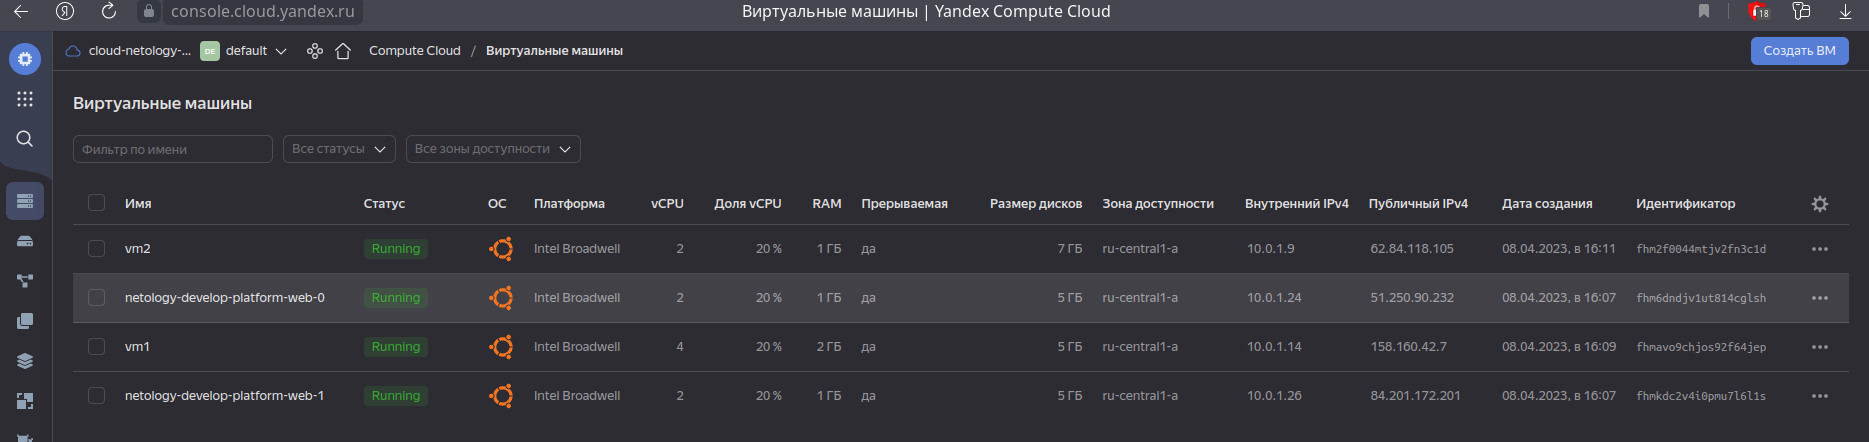 console.cloud.yandex.ru
Виртуальные машины | Yandex Compute Cloud
18
cloud-netology-...
DE
default
Compute Cloud / Виртуальные машины
Создать ВМ
Виртуальные машины
Фильтр по имени
Все статусы
Все зоны доступности
Имя Статус ОС Платформа vCPU Доля vCPU RAM Прерываемая Размер дисков Зона доступности Внутренний IPv4 Публичный IPv4 Дата создания Идентификатор
vm2 Running Intel Broadwell 2 20 % 1 ГБ да 7 ГБ ru-central1-a 10.0.1.9 62.84.118.105 08.04.2023, в 16:11 fhm2f0044mtjv2fn3c1d
netology-develop-platform-web-0 Running Intel Broadwell 2 20 % 1 ГБ да 5 ГБ ru-central1-a 10.0.1.24 51.250.90.232 08.04.2023, в 16:07 fhm6dndjv1ut814cglsh
vm1 Running Intel Broadwell 4 20 % 2 ГБ да 5 ГБ ru-central1-a 10.0.1.14 158.160.42.7 08.04.2023, в 16:09 fhmavo9chjos92f64jep
netology-develop-platform-web-1 Running Intel Broadwell 2 20 % 1 ГБ да 5 ГБ ru-central1-a 10.0.1.26 84.201.172.201 08.04.2023, в 16:07 fhmkdc2v4i0pmu7l6l1s